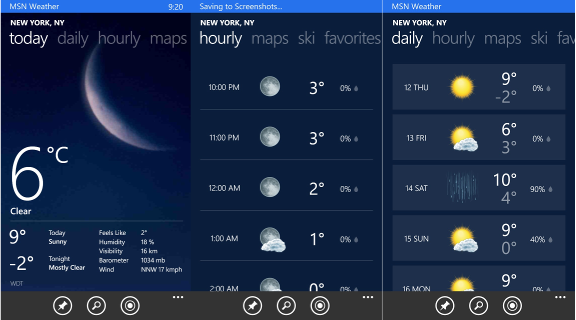 MSN Weather 9:20
NEW YORK, NY
today daily hourly maps
6°C
Clear
9° Today Feels Like 2°
Sunny Humidity 18 %
Visibility 16 km
-2° Tonight Barometer 1034 mb
Mostly Clear Wind NNW 17 kmph
WDT
Saving to Screenshots...
NEW YORK, NY
hourly maps ski favorites
10:00 PM 3° 0%
11:00 PM 3° 0%
12:00 AM 2° 0%
1:00 AM 1° 0%
2:00 AM 0° 0%
MSN Weather
NEW YORK, NY
daily hourly maps ski fav
12 THU 9° -2° 0%
13 FRI 6° 3° 0%
14 SAT 10° 4° 90%
15 SUN 9° 0° 40%
16 MON 9° 0%